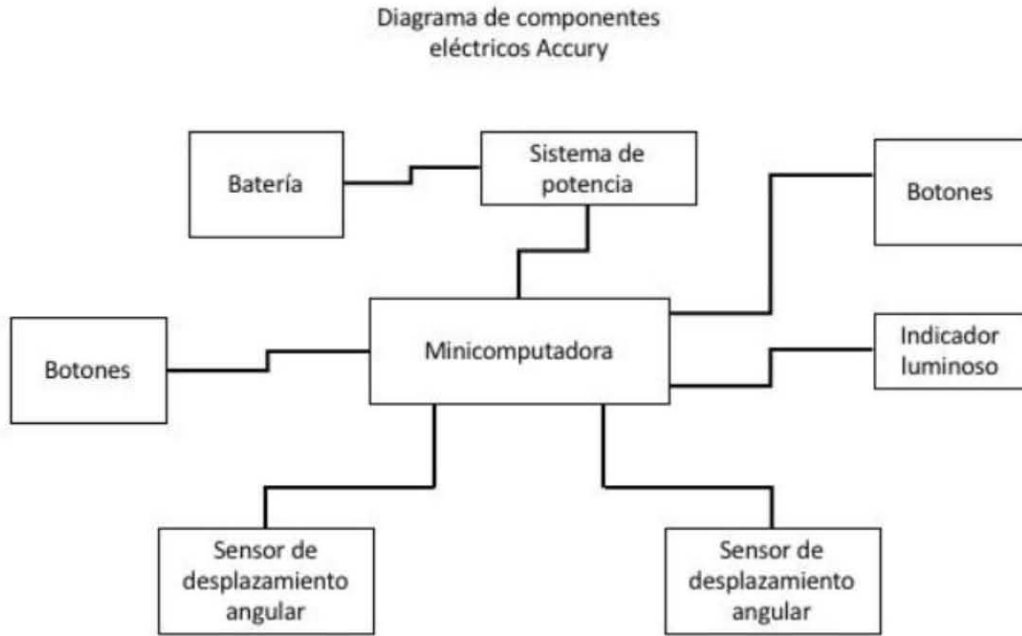 Diagrama de componentes
eléctricos Accury
Batería
Sistema de
potencia
Botones
Botones
Minicomputadora
Indicador
luminoso
Sensor de
desplazamiento
angular
Sensor de
desplazamiento
angular